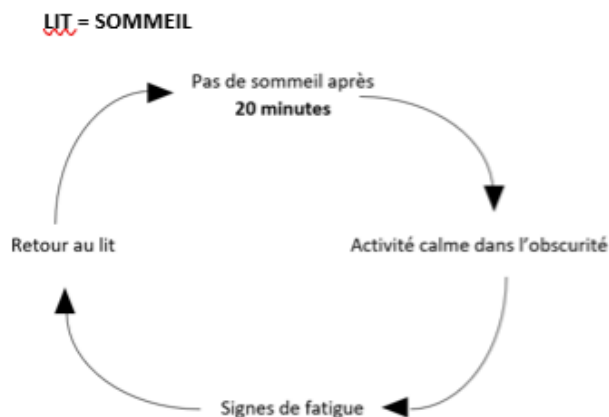 LIT = SOMMEIL
Pas de sommeil après
20 minutes
Retour au lit
Activité calme dans l'obscurité
Signes de fatigue